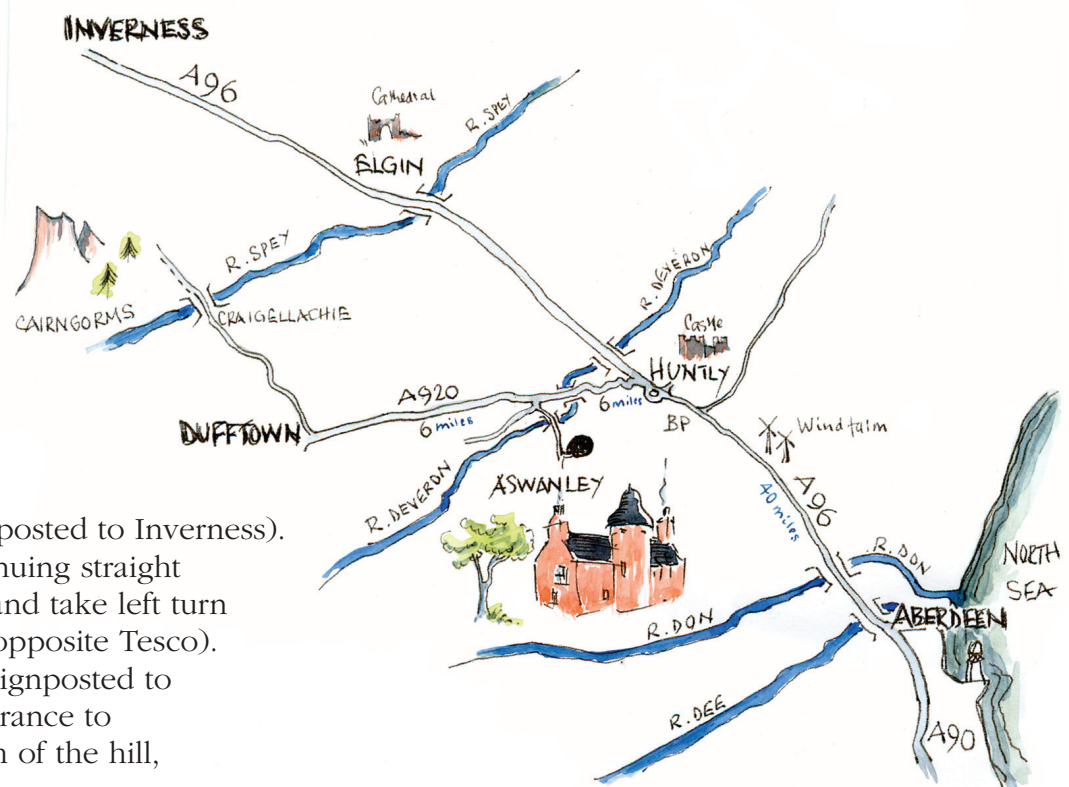 INVERNESS
A96
Cathedral
R. SPEY
ELGIN
R. SPEY
CAIRNGORMS
CRAIGELLACHIE
R. DEVERON
Castle
HUNTLY
A920
6 miles
6 miles
BP
DUFFTOWN
Windfarm
ASWANLEY
R. DEVERON
A96
40 miles
R. DON
NORTH
SEA
ABERDEEN
R. DON
R. DEE
A90
posted to Inverness).
nuing straight
and take left turn
opposite Tesco).
ignposted to
rance to
of the hill,